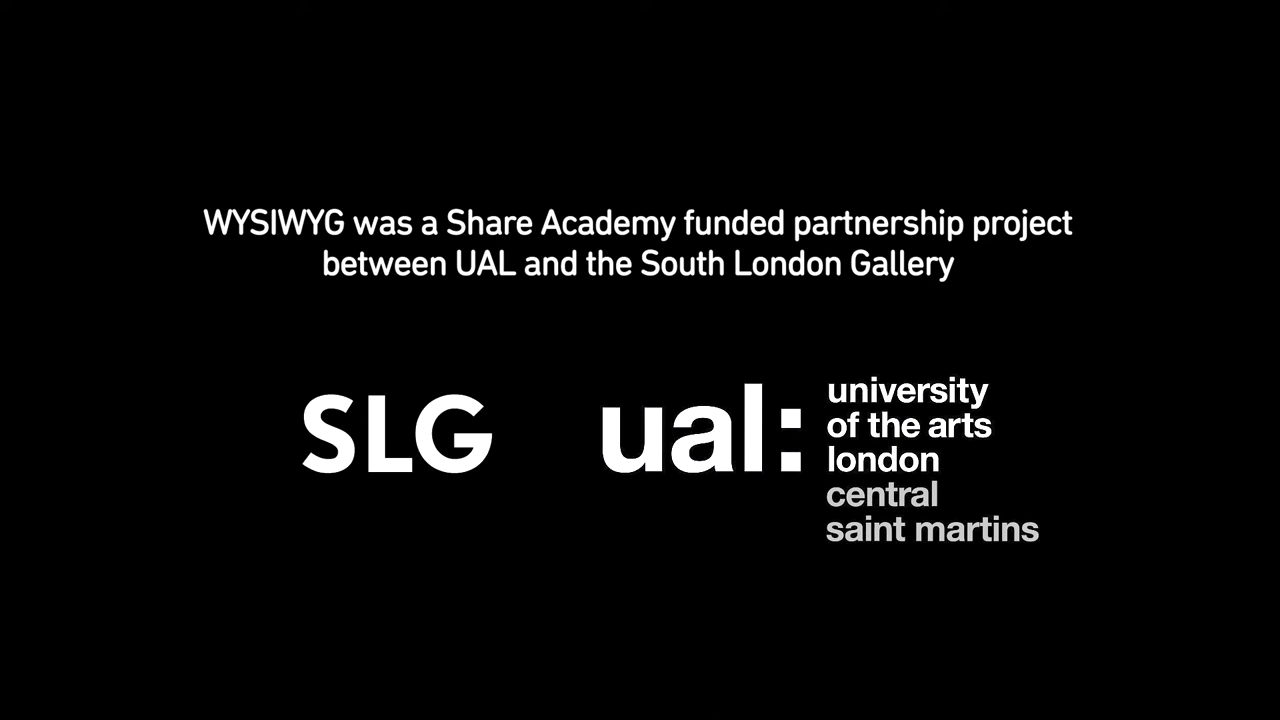 WYSIWYG was a Share Academy funded partnership project
between UAL and the South London Gallery
SLG
ual:
university
of the arts
london
central
saint martins